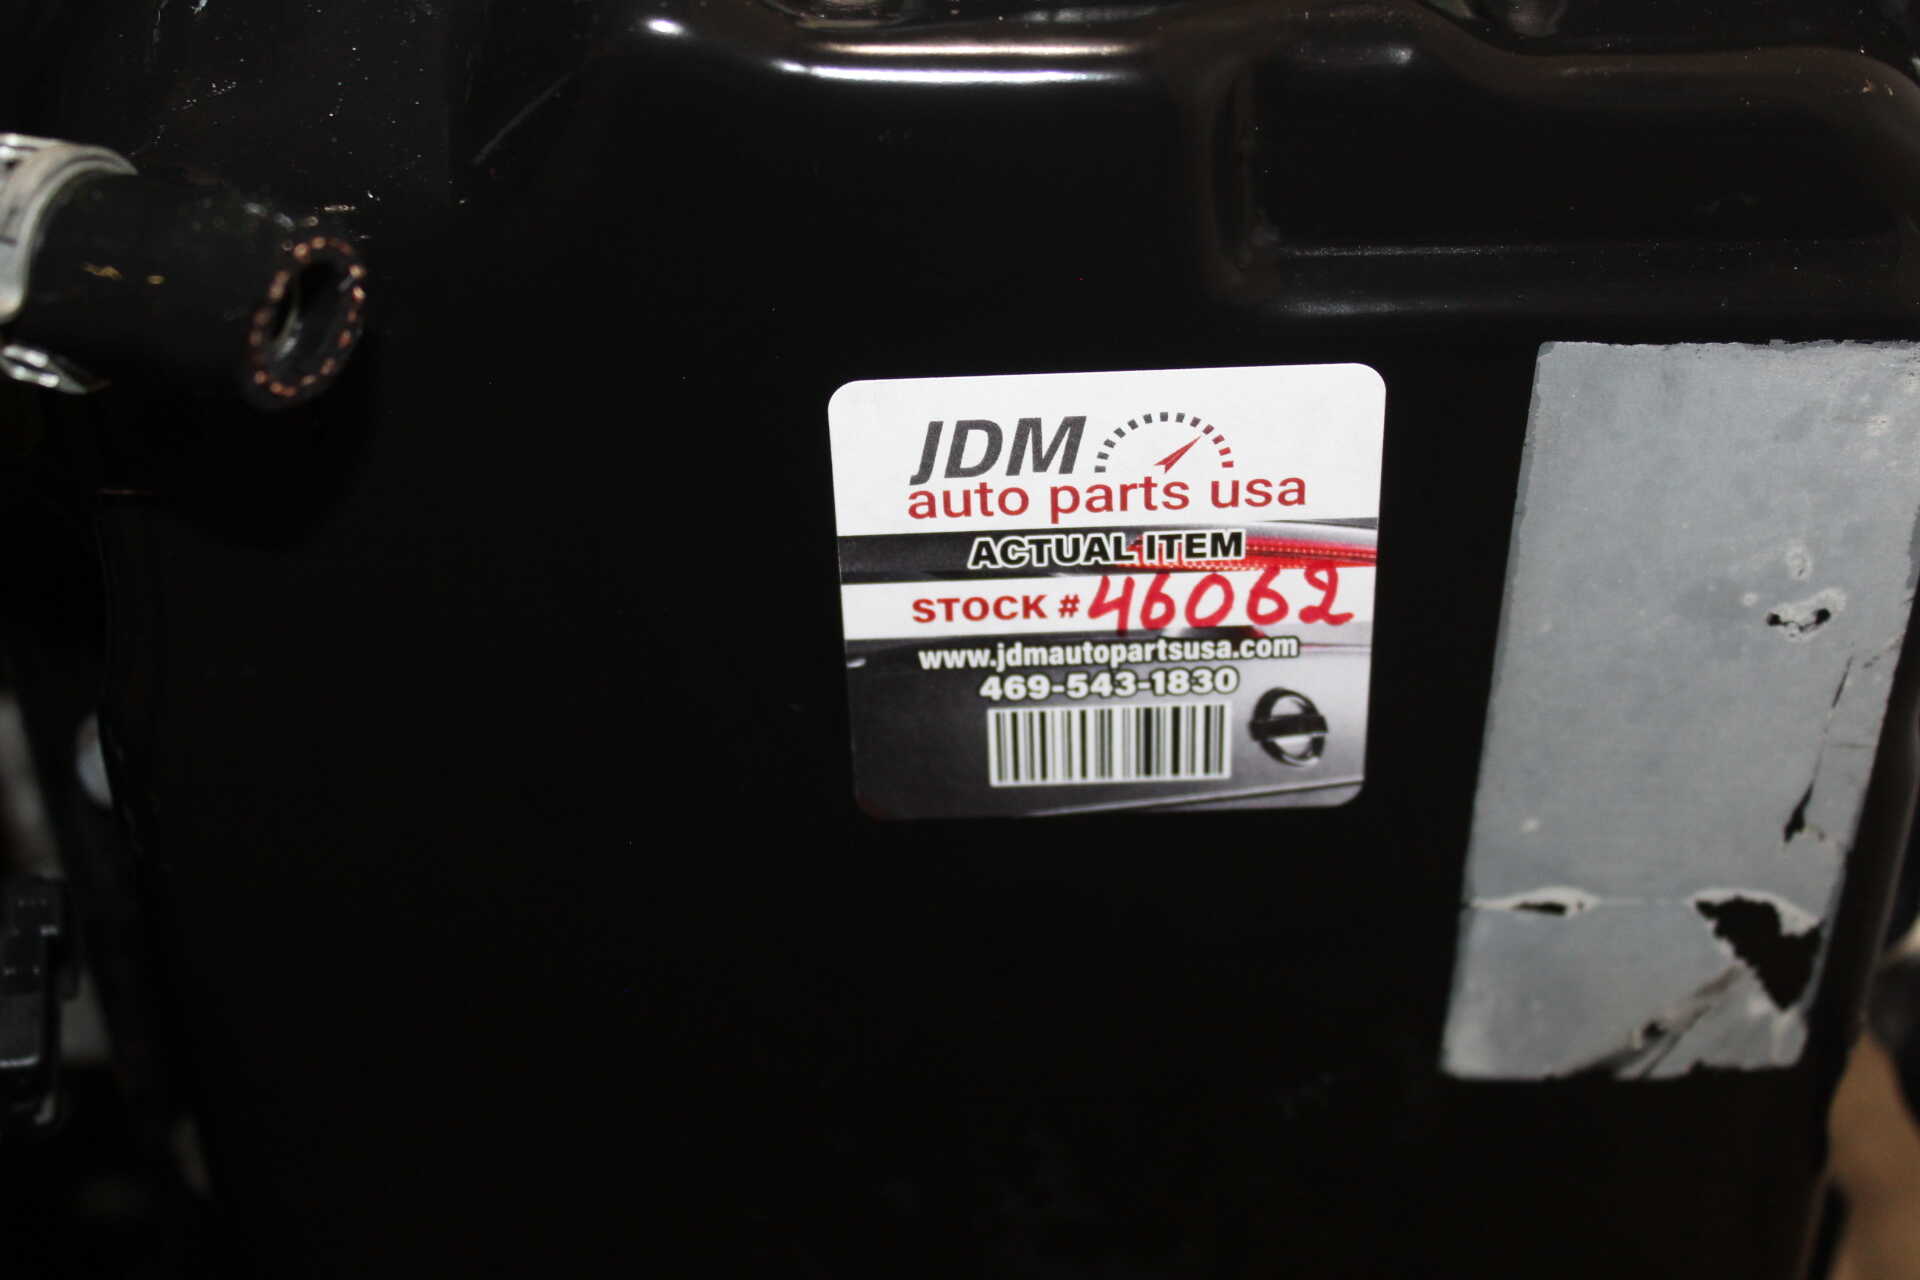 JDM
auto parts usa
ACTUAL ITEM
STOCK # 46062
www.jdmautopartsusa.com
469-543-1830